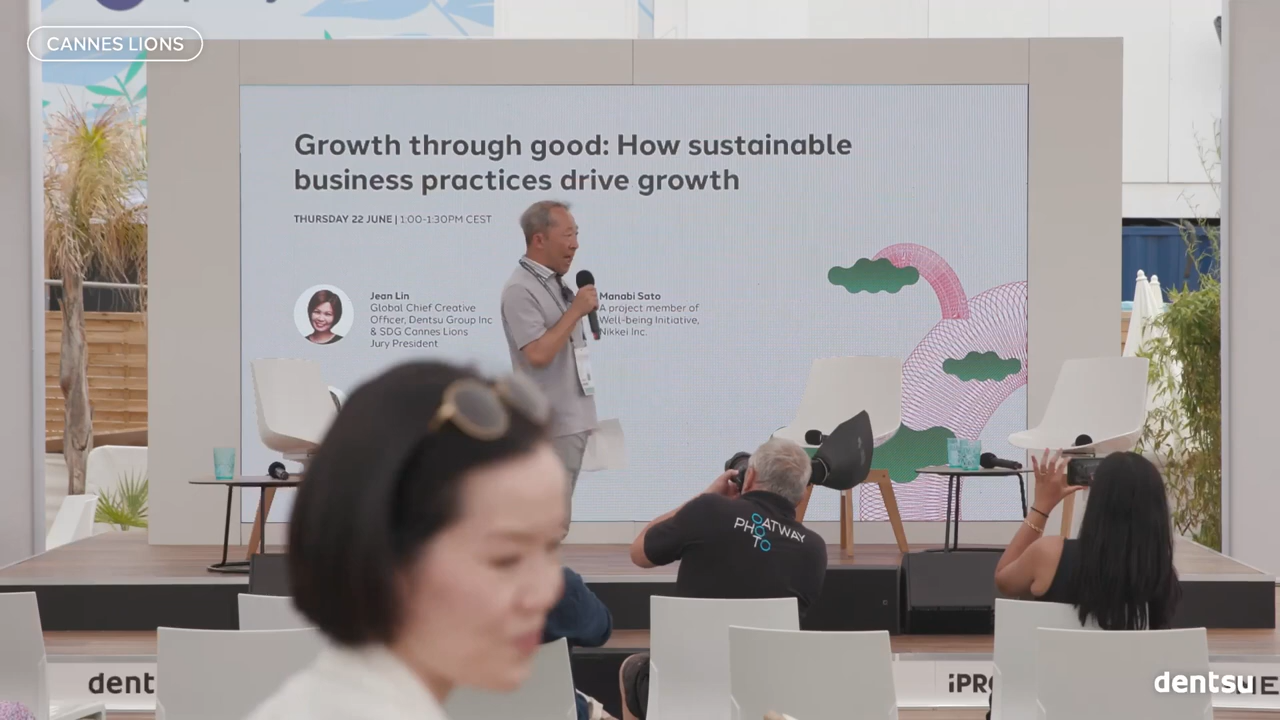 CANNES LIONS
Growth through good: How sustainable
business practices drive growth
THURSDAY 22 JUNE | 1:00-1:30PM CEST
Jean Lin
Global Chief Creative
Officer, Dentsu Group Inc
& SDG Cannes Lions
Jury President
Manabi Sato
A project member of
Well-being Initiative,
Nikkei Inc.
PHOATWAY
PHOTO
dent
iPR
dentsu